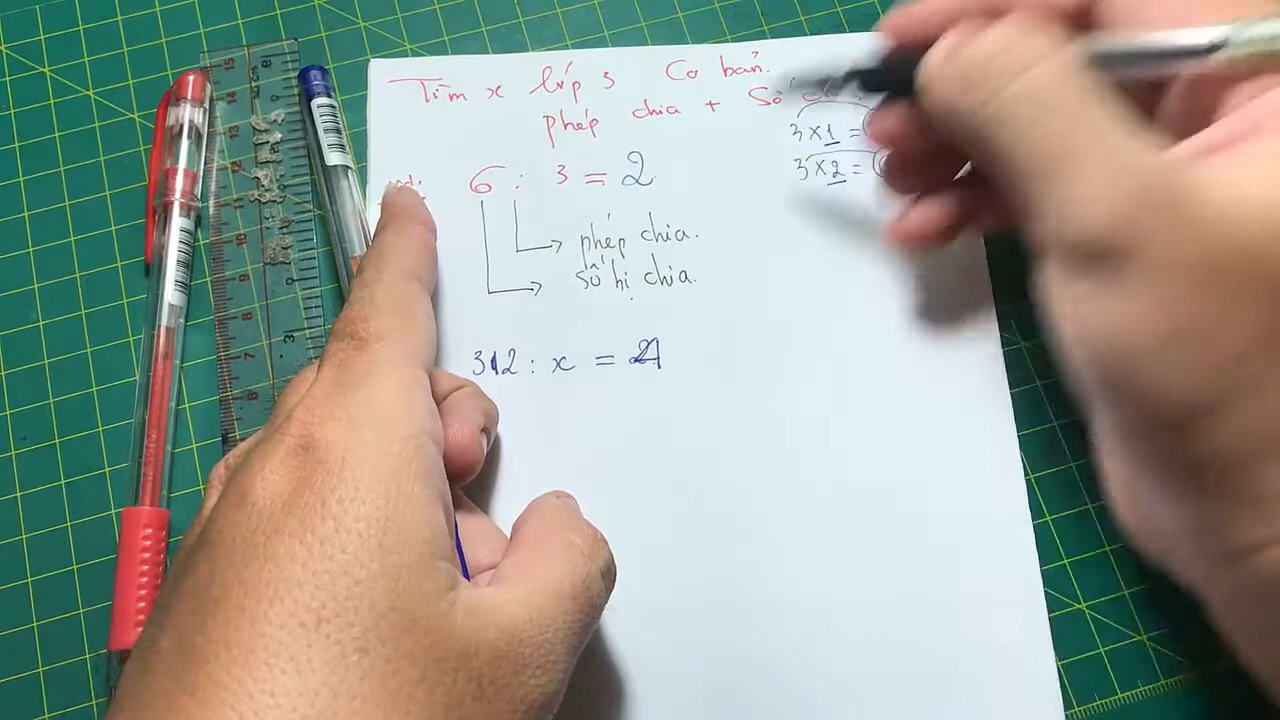 Tìm x lớp 3 Cơ bản.
phép chia + Số
3 x 1 =
3 x 2 =
6 : 3 = 2
phép chia.
số bị chia.
312 : x =